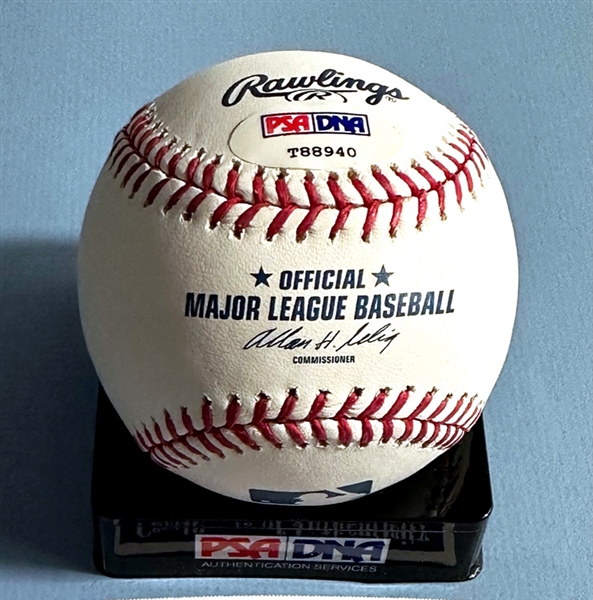 Rawlings
R
PSA DNA
T88940
★ OFFICIAL ★
MAJOR LEAGUE BASEBALL
Allan H. Selig
COMMISSIONER
PSA DNA
AUTHENTICATION SERVICES